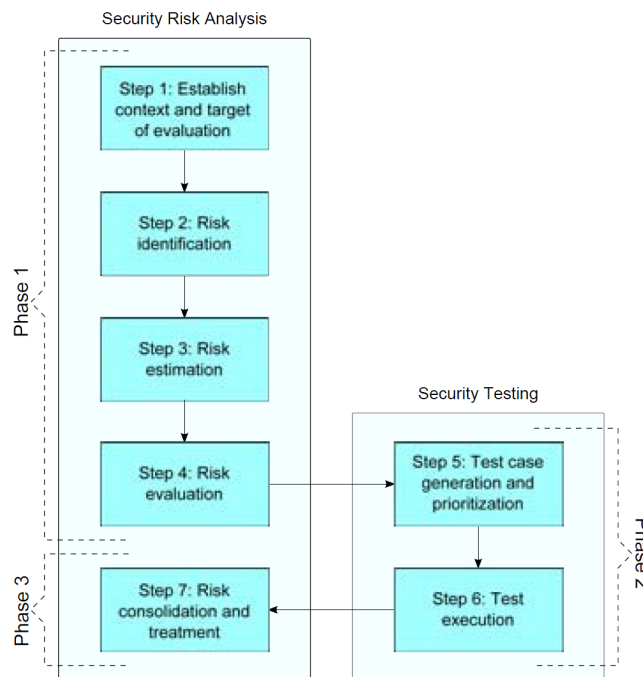 Security Risk Analysis
Step 1: Establish
context and target
of evaluation
Step 2: Risk
identification
Phase 1
Step 3: Risk
estimation
Step 4: Risk
evaluation
Security Testing
Step 5: Test case
generation and
prioritization
Phase 2
Step 6: Test
execution
Step 7: Risk
consolidation and
treatment
Phase 3